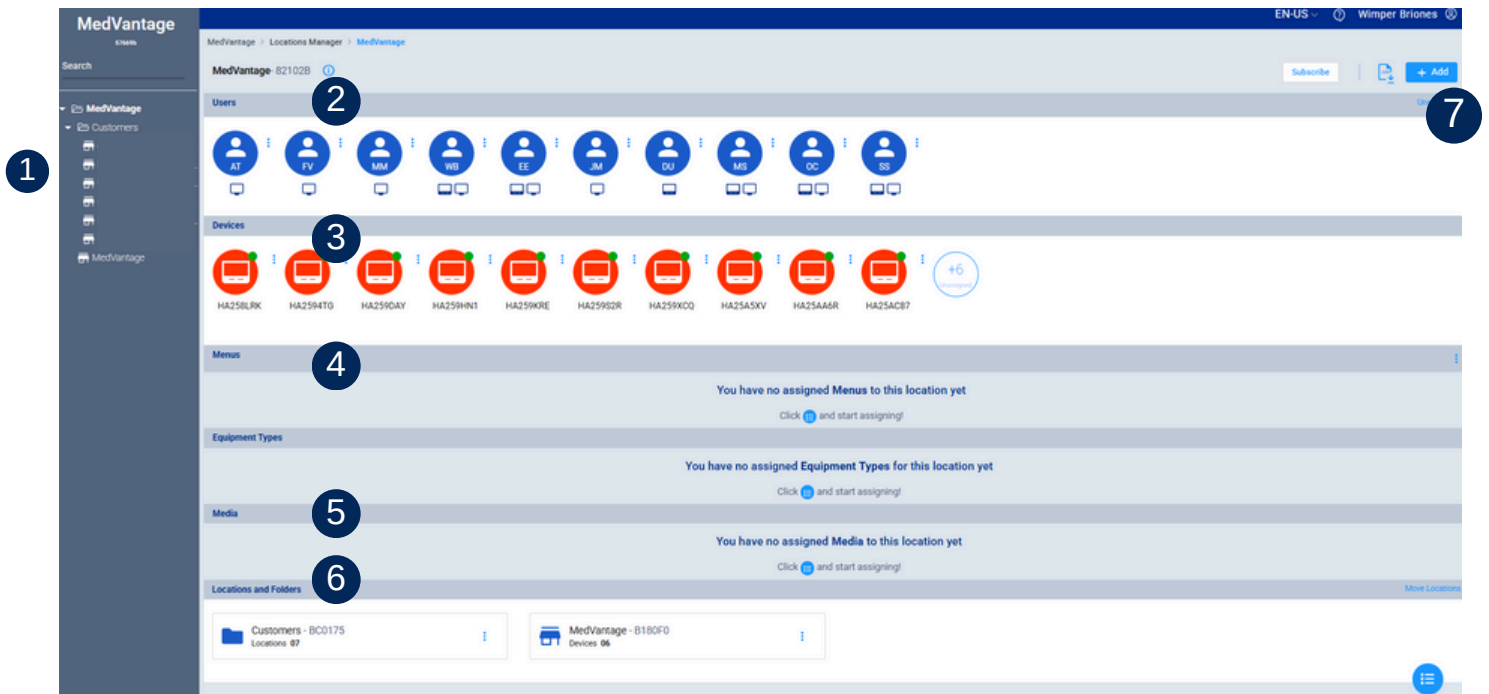 EN-US Wimper Briones
MedVantage
MedVantage > Locations Manager > MedVantage
Search
MedVantage- 82102B
Subscribe + Add
Users
2
7
MedVantage
Customers
1
MedVantage
AT FV MM WB EE JM DU MS OC SS
Devices
3
+6
Unassigned
HA258LRK HA2594TG HA259DAY HA259HN1 HA259KRE HA259S2R HA259XCQ HA25A5XV HA25AA6R HA25AC87
Menus
4
You have no assigned Menus to this location yet
Click and start assigning!
Equipment Types
You have no assigned Equipment Types for this location yet
Click and start assigning!
Media
5
You have no assigned Media to this location yet
Click and start assigning!
6
Locations and Folders Move Locations
Customers - BC0175
Locations 07
MedVantage - B180F0
Devices 06